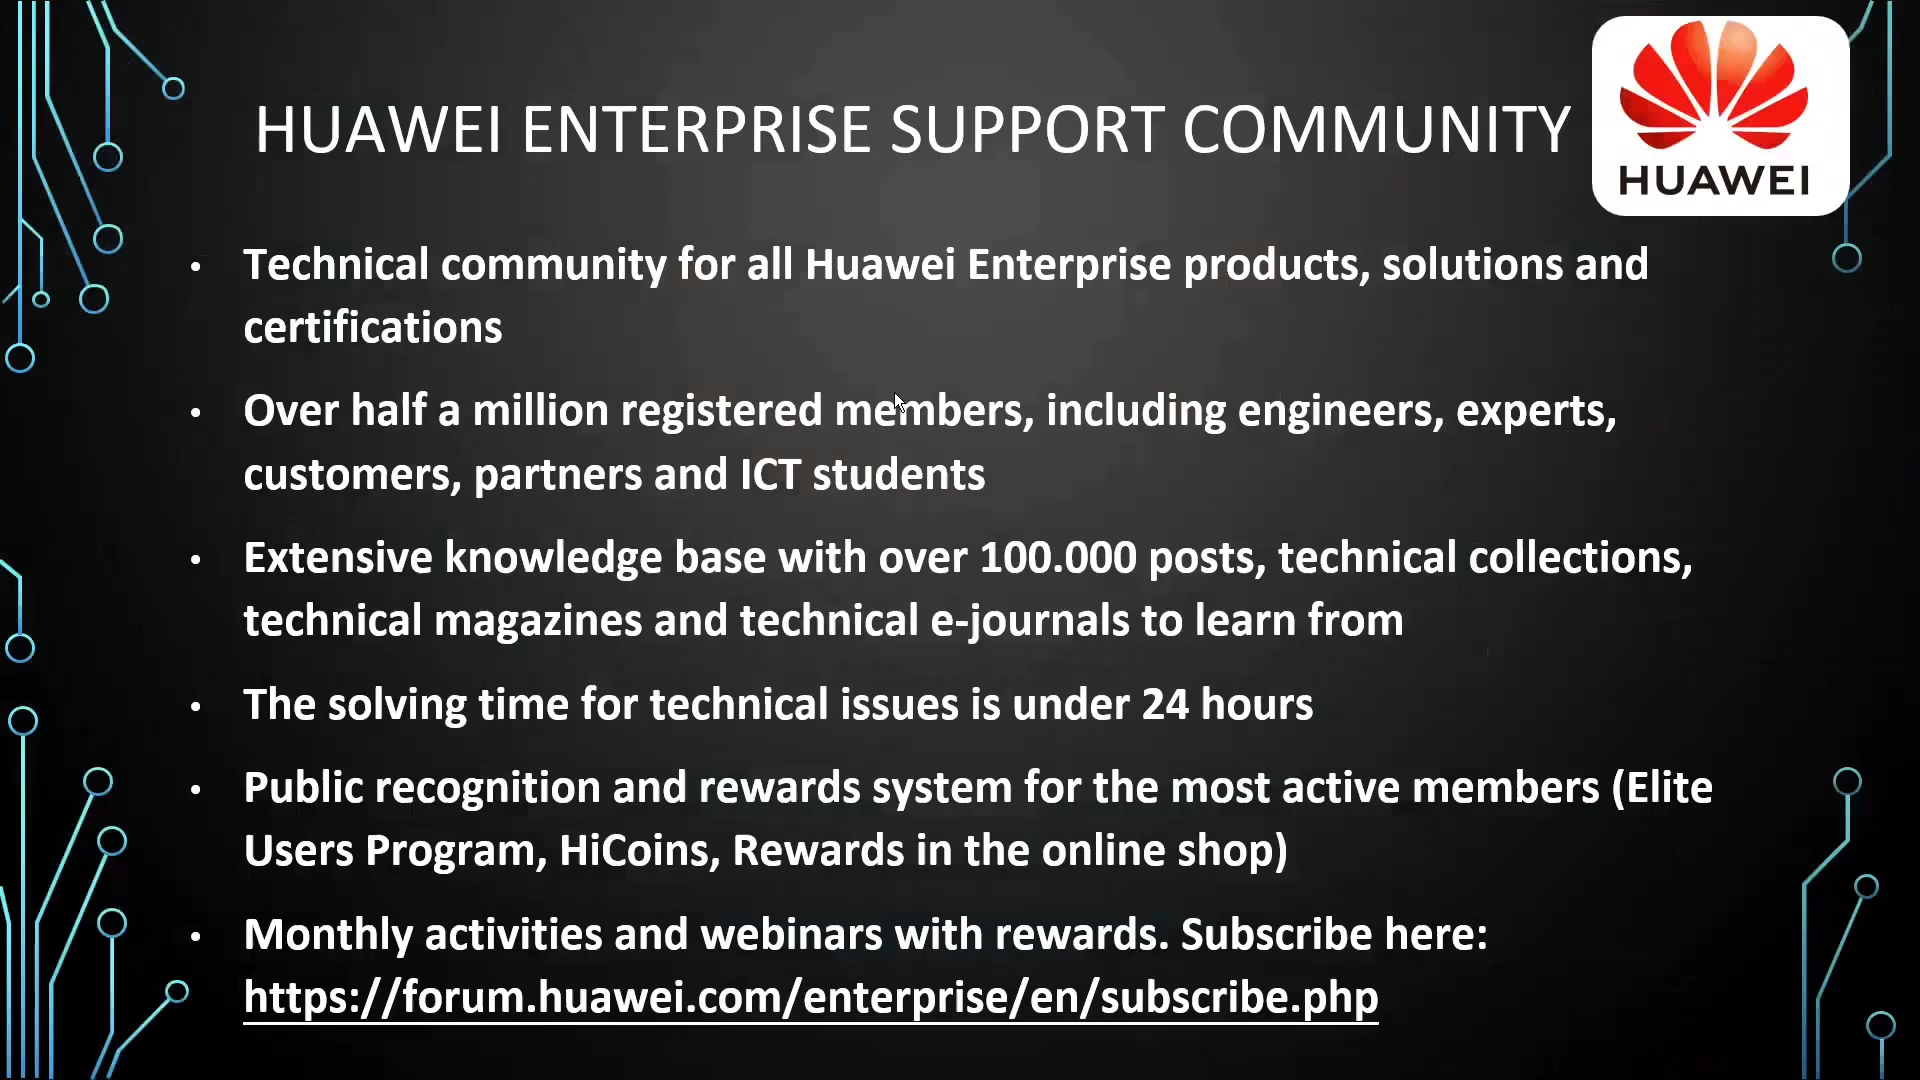 HUAWEI ENTERPRISE SUPPORT COMMUNITY
HUAWEI
• Technical community for all Huawei Enterprise products, solutions and
certifications
• Over half a million registered members, including engineers, experts,
customers, partners and ICT students
• Extensive knowledge base with over 100.000 posts, technical collections,
technical magazines and technical e-journals to learn from
• The solving time for technical issues is under 24 hours
• Public recognition and rewards system for the most active members (Elite
Users Program, HiCoins, Rewards in the online shop)
• Monthly activities and webinars with rewards. Subscribe here:
https://forum.huawei.com/enterprise/en/subscribe.php